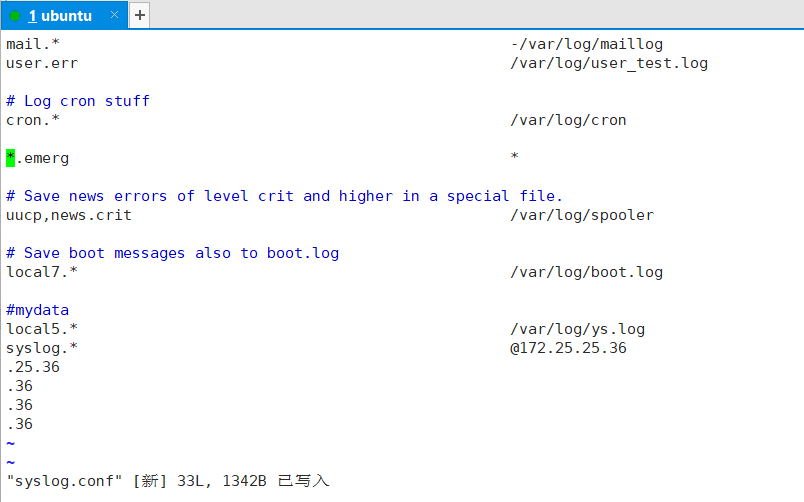 1 ubuntu × +
mail.* -/var/log/maillog
user.err /var/log/user_test.log
# Log cron stuff
cron.* /var/log/cron
*.emerg *
# Save news errors of level crit and higher in a special file.
uucp,news.crit /var/log/spooler
# Save boot messages also to boot.log
local7.* /var/log/boot.log
#mydata
local5.* /var/log/ys.log
syslog.* @172.25.25.36
.25.36
.36
.36
.36
~
~
"syslog.conf" [新] 33L, 1342B 已写入